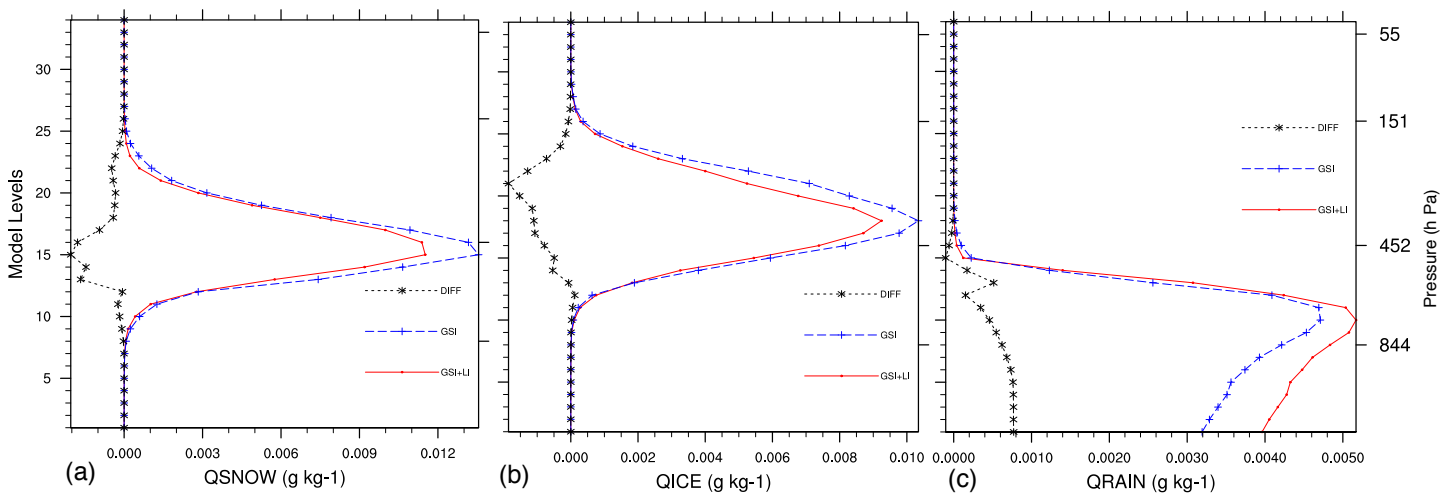 Model Levels
30
25
20
15
10
5
DIFF
GSI
GSI+LI
0.000 0.003 0.006 0.009 0.012
(a) QSNOW (g kg-1)
DIFF
GSI
GSI+LI
0.000 0.002 0.004 0.006 0.008 0.010
(b) QICE (g kg-1)
DIFF
GSI
GSI+LI
55
151
452
844
Pressure (h Pa)
0.0000 0.0010 0.0020 0.0030 0.0040 0.0050
(c) QRAIN (g kg-1)